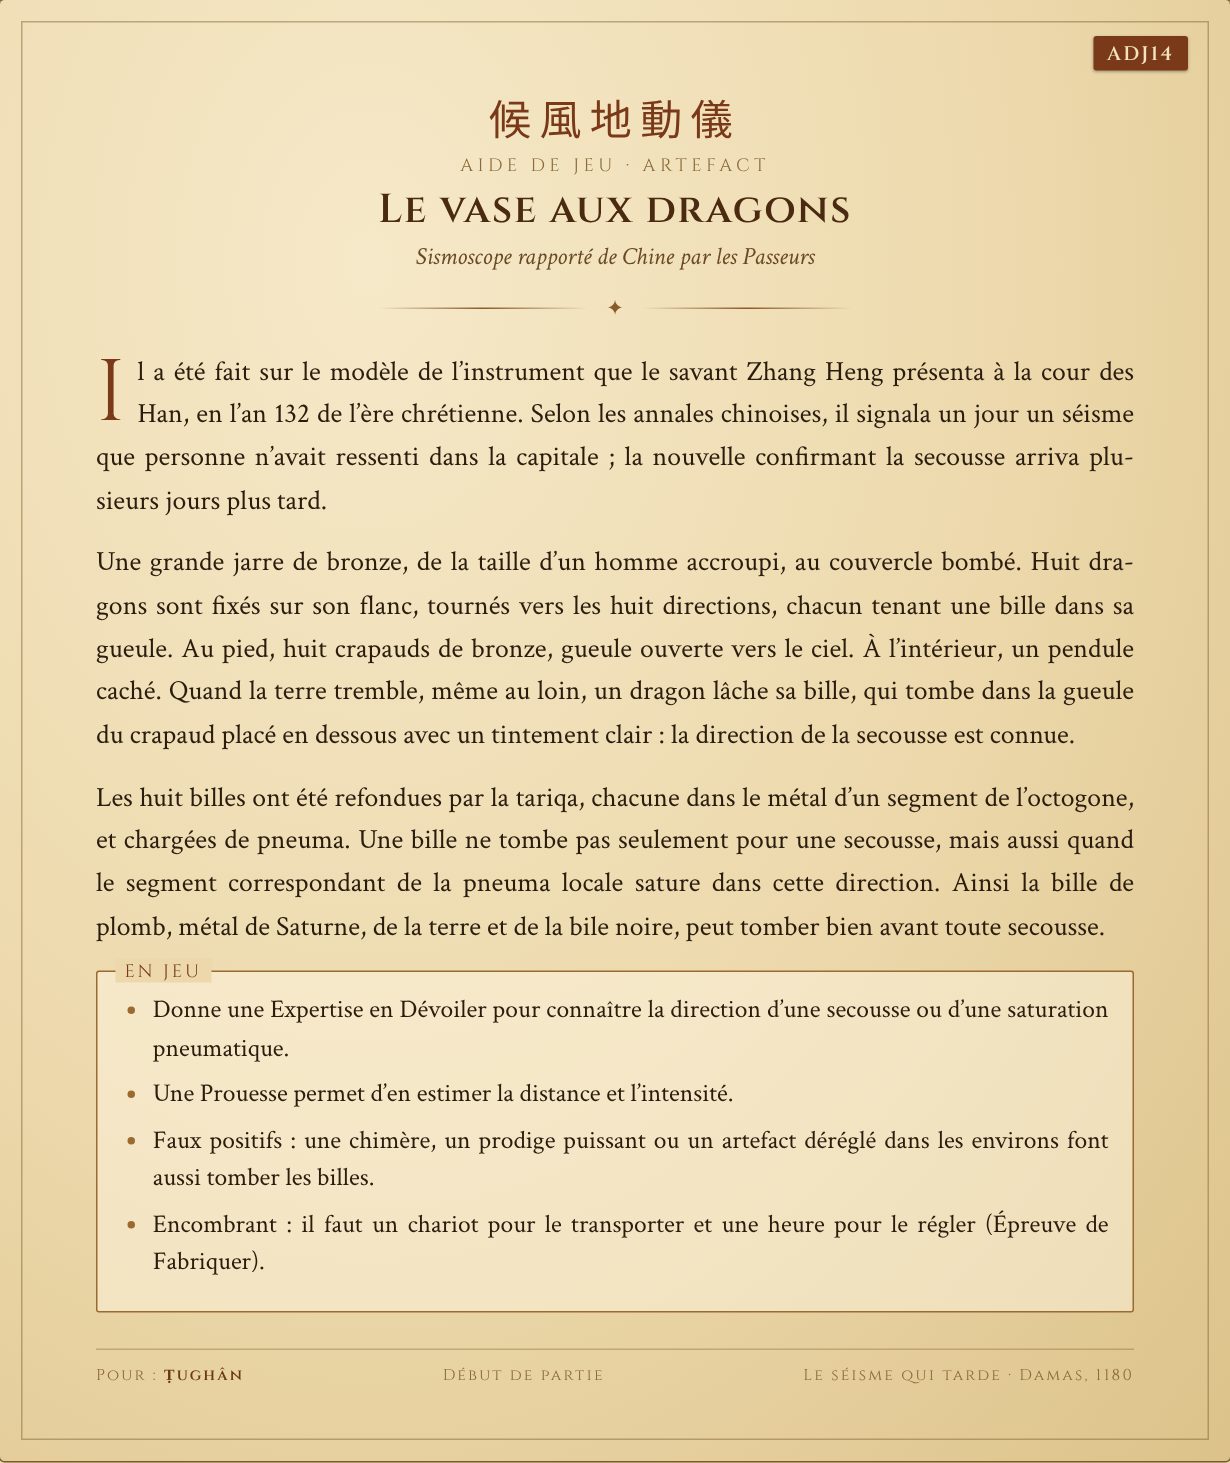 ADJ14
候風地動儀
AIDE DE JEU · ARTEFACT
LE VASE AUX DRAGONS
Sismoscope rapporté de Chine par les Passeurs
✦
Il a été fait sur le modèle de l’instrument que le savant Zhang Heng présenta à la cour des
Han, en l’an 132 de l’ère chrétienne. Selon les annales chinoises, il signala un jour un séisme
que personne n’avait ressenti dans la capitale ; la nouvelle confirmant la secousse arriva plu-
sieurs jours plus tard.
Une grande jarre de bronze, de la taille d’un homme accroupi, au couvercle bombé. Huit dra-
gons sont fixés sur son flanc, tournés vers les huit directions, chacun tenant une bille dans sa
gueule. Au pied, huit crapauds de bronze, gueule ouverte vers le ciel. À l’intérieur, un pendule
caché. Quand la terre tremble, même au loin, un dragon lâche sa bille, qui tombe dans la gueule
du crapaud placé en dessous avec un tintement clair : la direction de la secousse est connue.
Les huit billes ont été refondues par la tariqa, chacune dans le métal d’un segment de l’octogone,
et chargées de pneuma. Une bille ne tombe pas seulement pour une secousse, mais aussi quand
le segment correspondant de la pneuma locale sature dans cette direction. Ainsi la bille de
plomb, métal de Saturne, de la terre et de la bile noire, peut tomber bien avant toute secousse.
EN JEU
• Donne une Expertise en Dévoiler pour connaître la direction d’une secousse ou d’une saturation
pneumatique.
• Une Prouesse permet d’en estimer la distance et l’intensité.
• Faux positifs : une chimère, un prodige puissant ou un artefact déréglé dans les environs font
aussi tomber les billes.
• Encombrant : il faut un chariot pour le transporter et une heure pour le régler (Épreuve de
Fabriquer).
POUR : ṬUGHÂN
DÉBUT DE PARTIE
LE SÉISME QUI TARDE · DAMAS, 1180